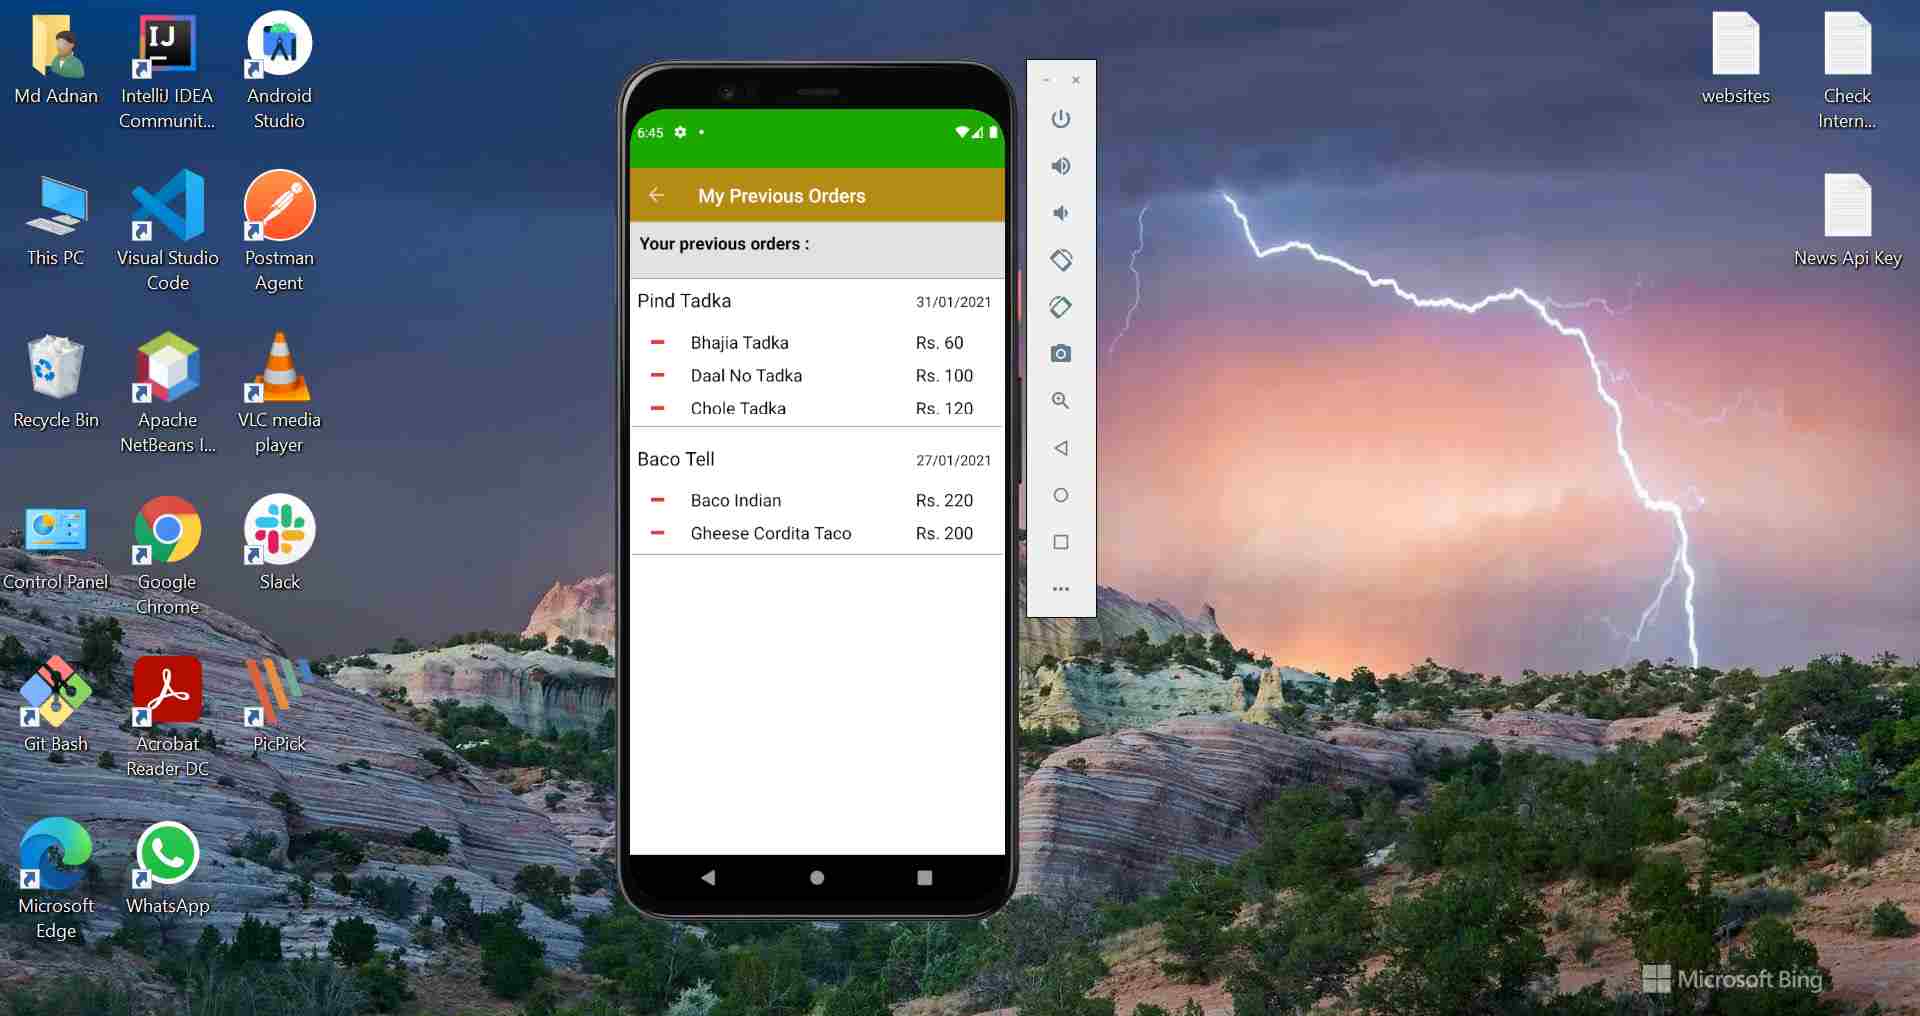 Md Adnan
IntelliJ IDEA
Communit...
Android
Studio
This PC
Visual Studio
Code
Postman
Agent
Recycle Bin
Apache
NetBeans I...
VLC media
player
Control Panel
Google
Chrome
Slack
Git Bash
Acrobat
Reader DC
PicPick
Microsoft
Edge
WhatsApp
6:45
My Previous Orders
Your previous orders :
Pind Tadka 31/01/2021
Bhajia Tadka Rs. 60
Daal No Tadka Rs. 100
Chole Tadka Rs. 120
Baco Tell 27/01/2021
Baco Indian Rs. 220
Gheese Cordita Taco Rs. 200
websites
Check
Intern...
News Api Key
Microsoft Bing
IJ